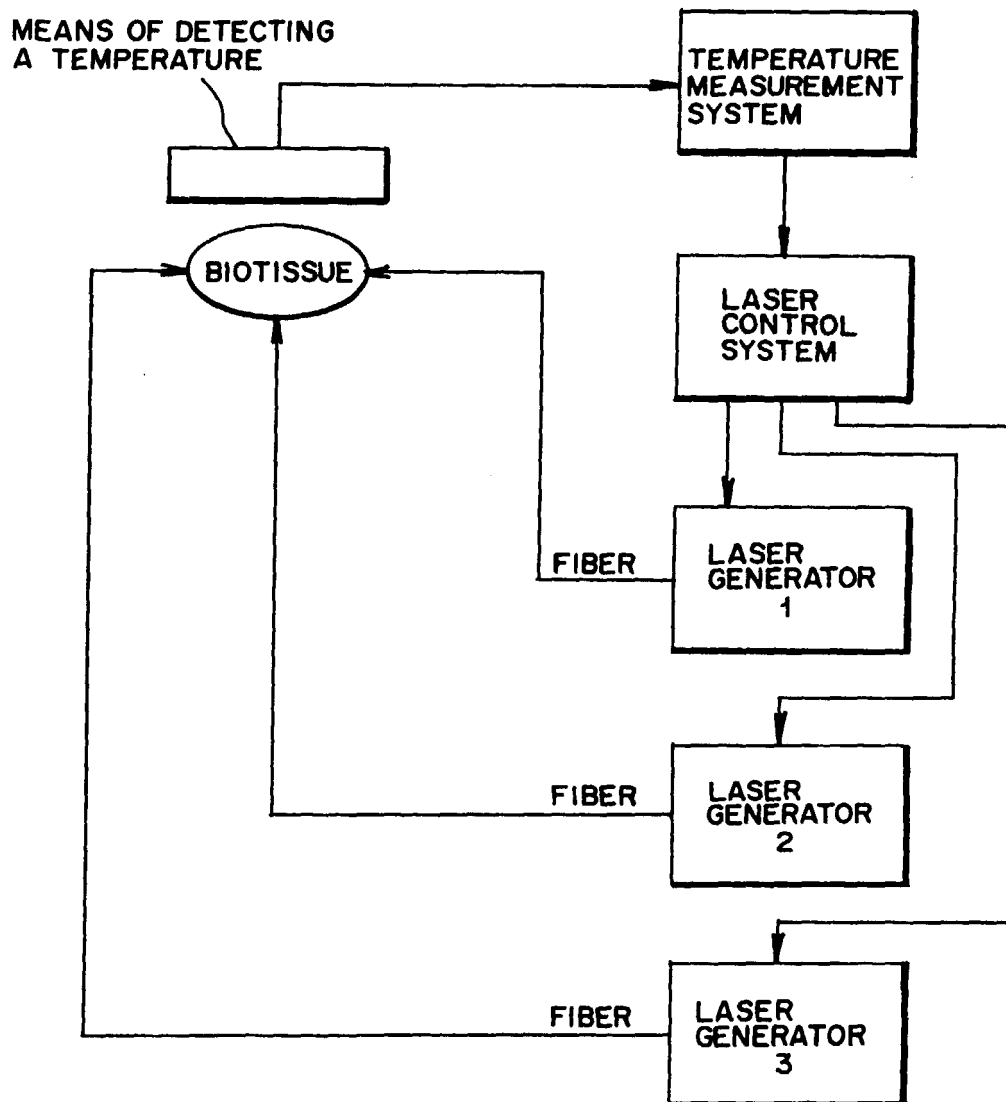 MEANS OF DETECTING
A TEMPERATURE
TEMPERATURE
MEASUREMENT
SYSTEM
BIOTISSUE
LASER
CONTROL
SYSTEM
FIBER
LASER
GENERATOR
1
FIBER
LASER
GENERATOR
2
FIBER
LASER
GENERATOR
3